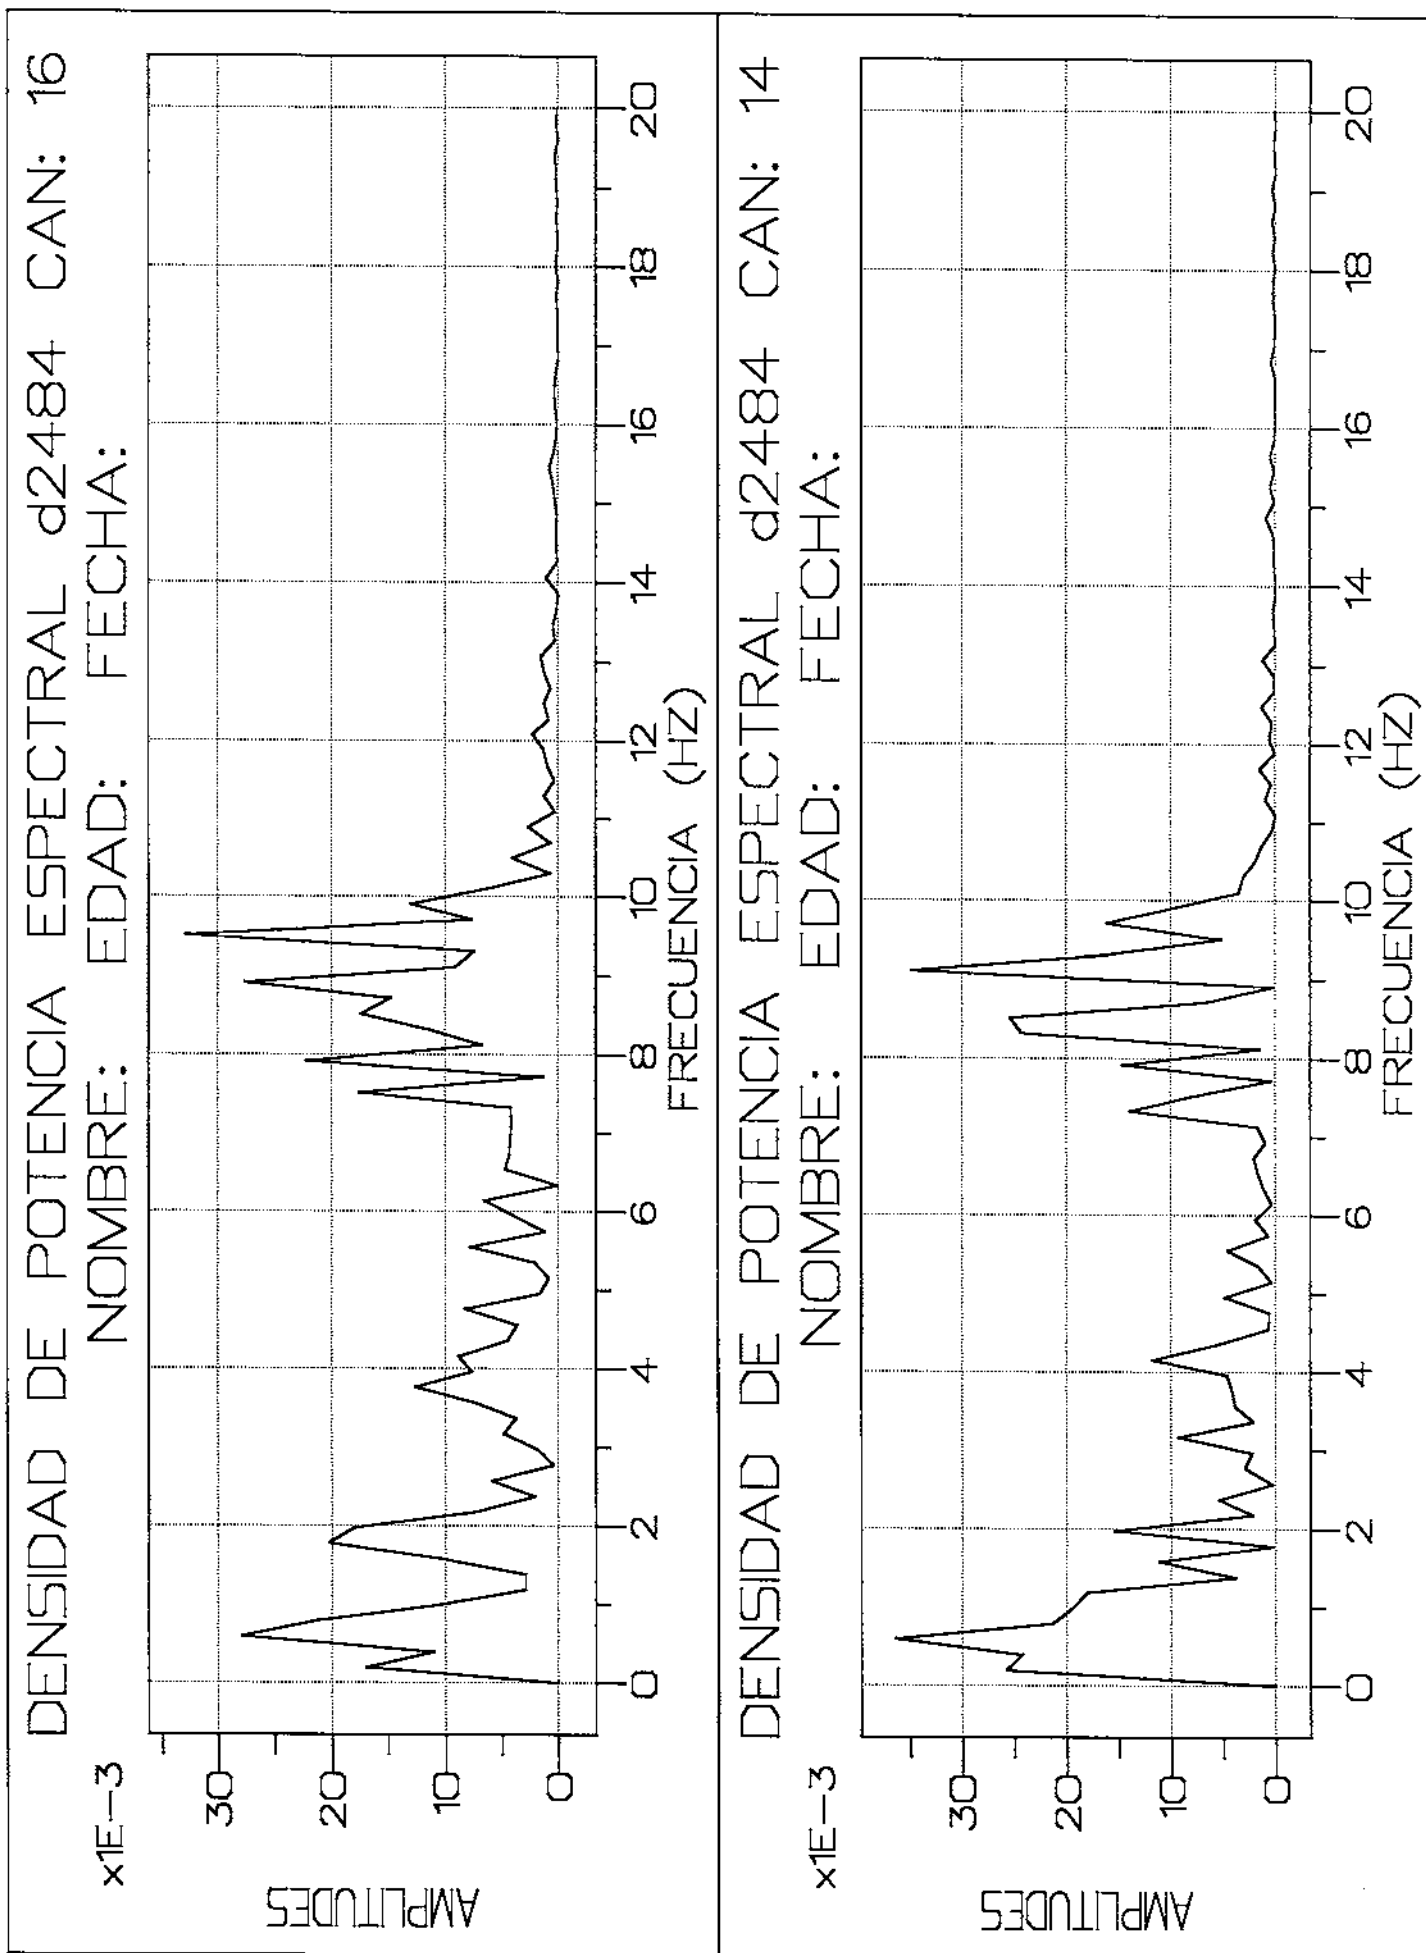 DENSIDAD DE POTENCIA ESPECTRAL d2484 CAN: 16
NOMBRE: EDAD: FECHA:
x1E-3
AMPLITUDES
30
20
10
0
0 2 4 6 8 10 12 14 16 18 20
FRECUENCIA (HZ)
DENSIDAD DE POTENCIA ESPECTRAL d2484 CAN: 14
NOMBRE: EDAD: FECHA:
x1E-3
AMPLITUDES
30
20
10
0
0 2 4 6 8 10 12 14 16 18 20
FRECUENCIA (HZ)